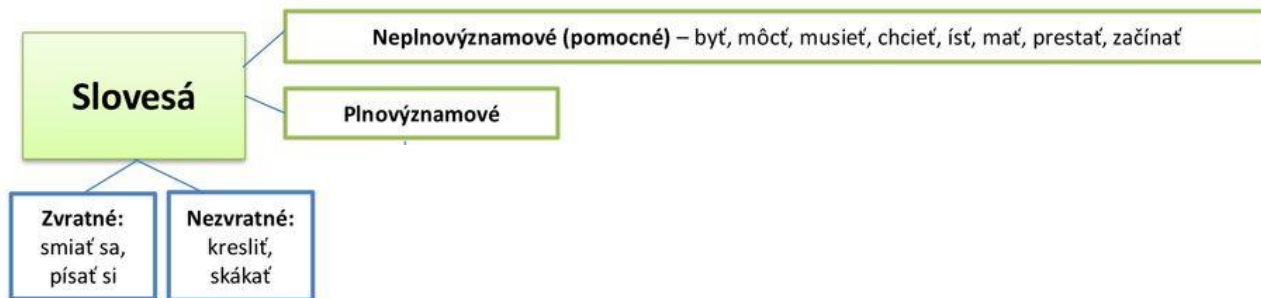 Neplnovýznamové (pomocné) – byť, môcť, musieť, chcieť, ísť, mať, prestať, začínať
Slovesá
Plnovýznamové
Zvratné:
smiať sa,
písať si
Nezvratné:
kresliť,
skákať